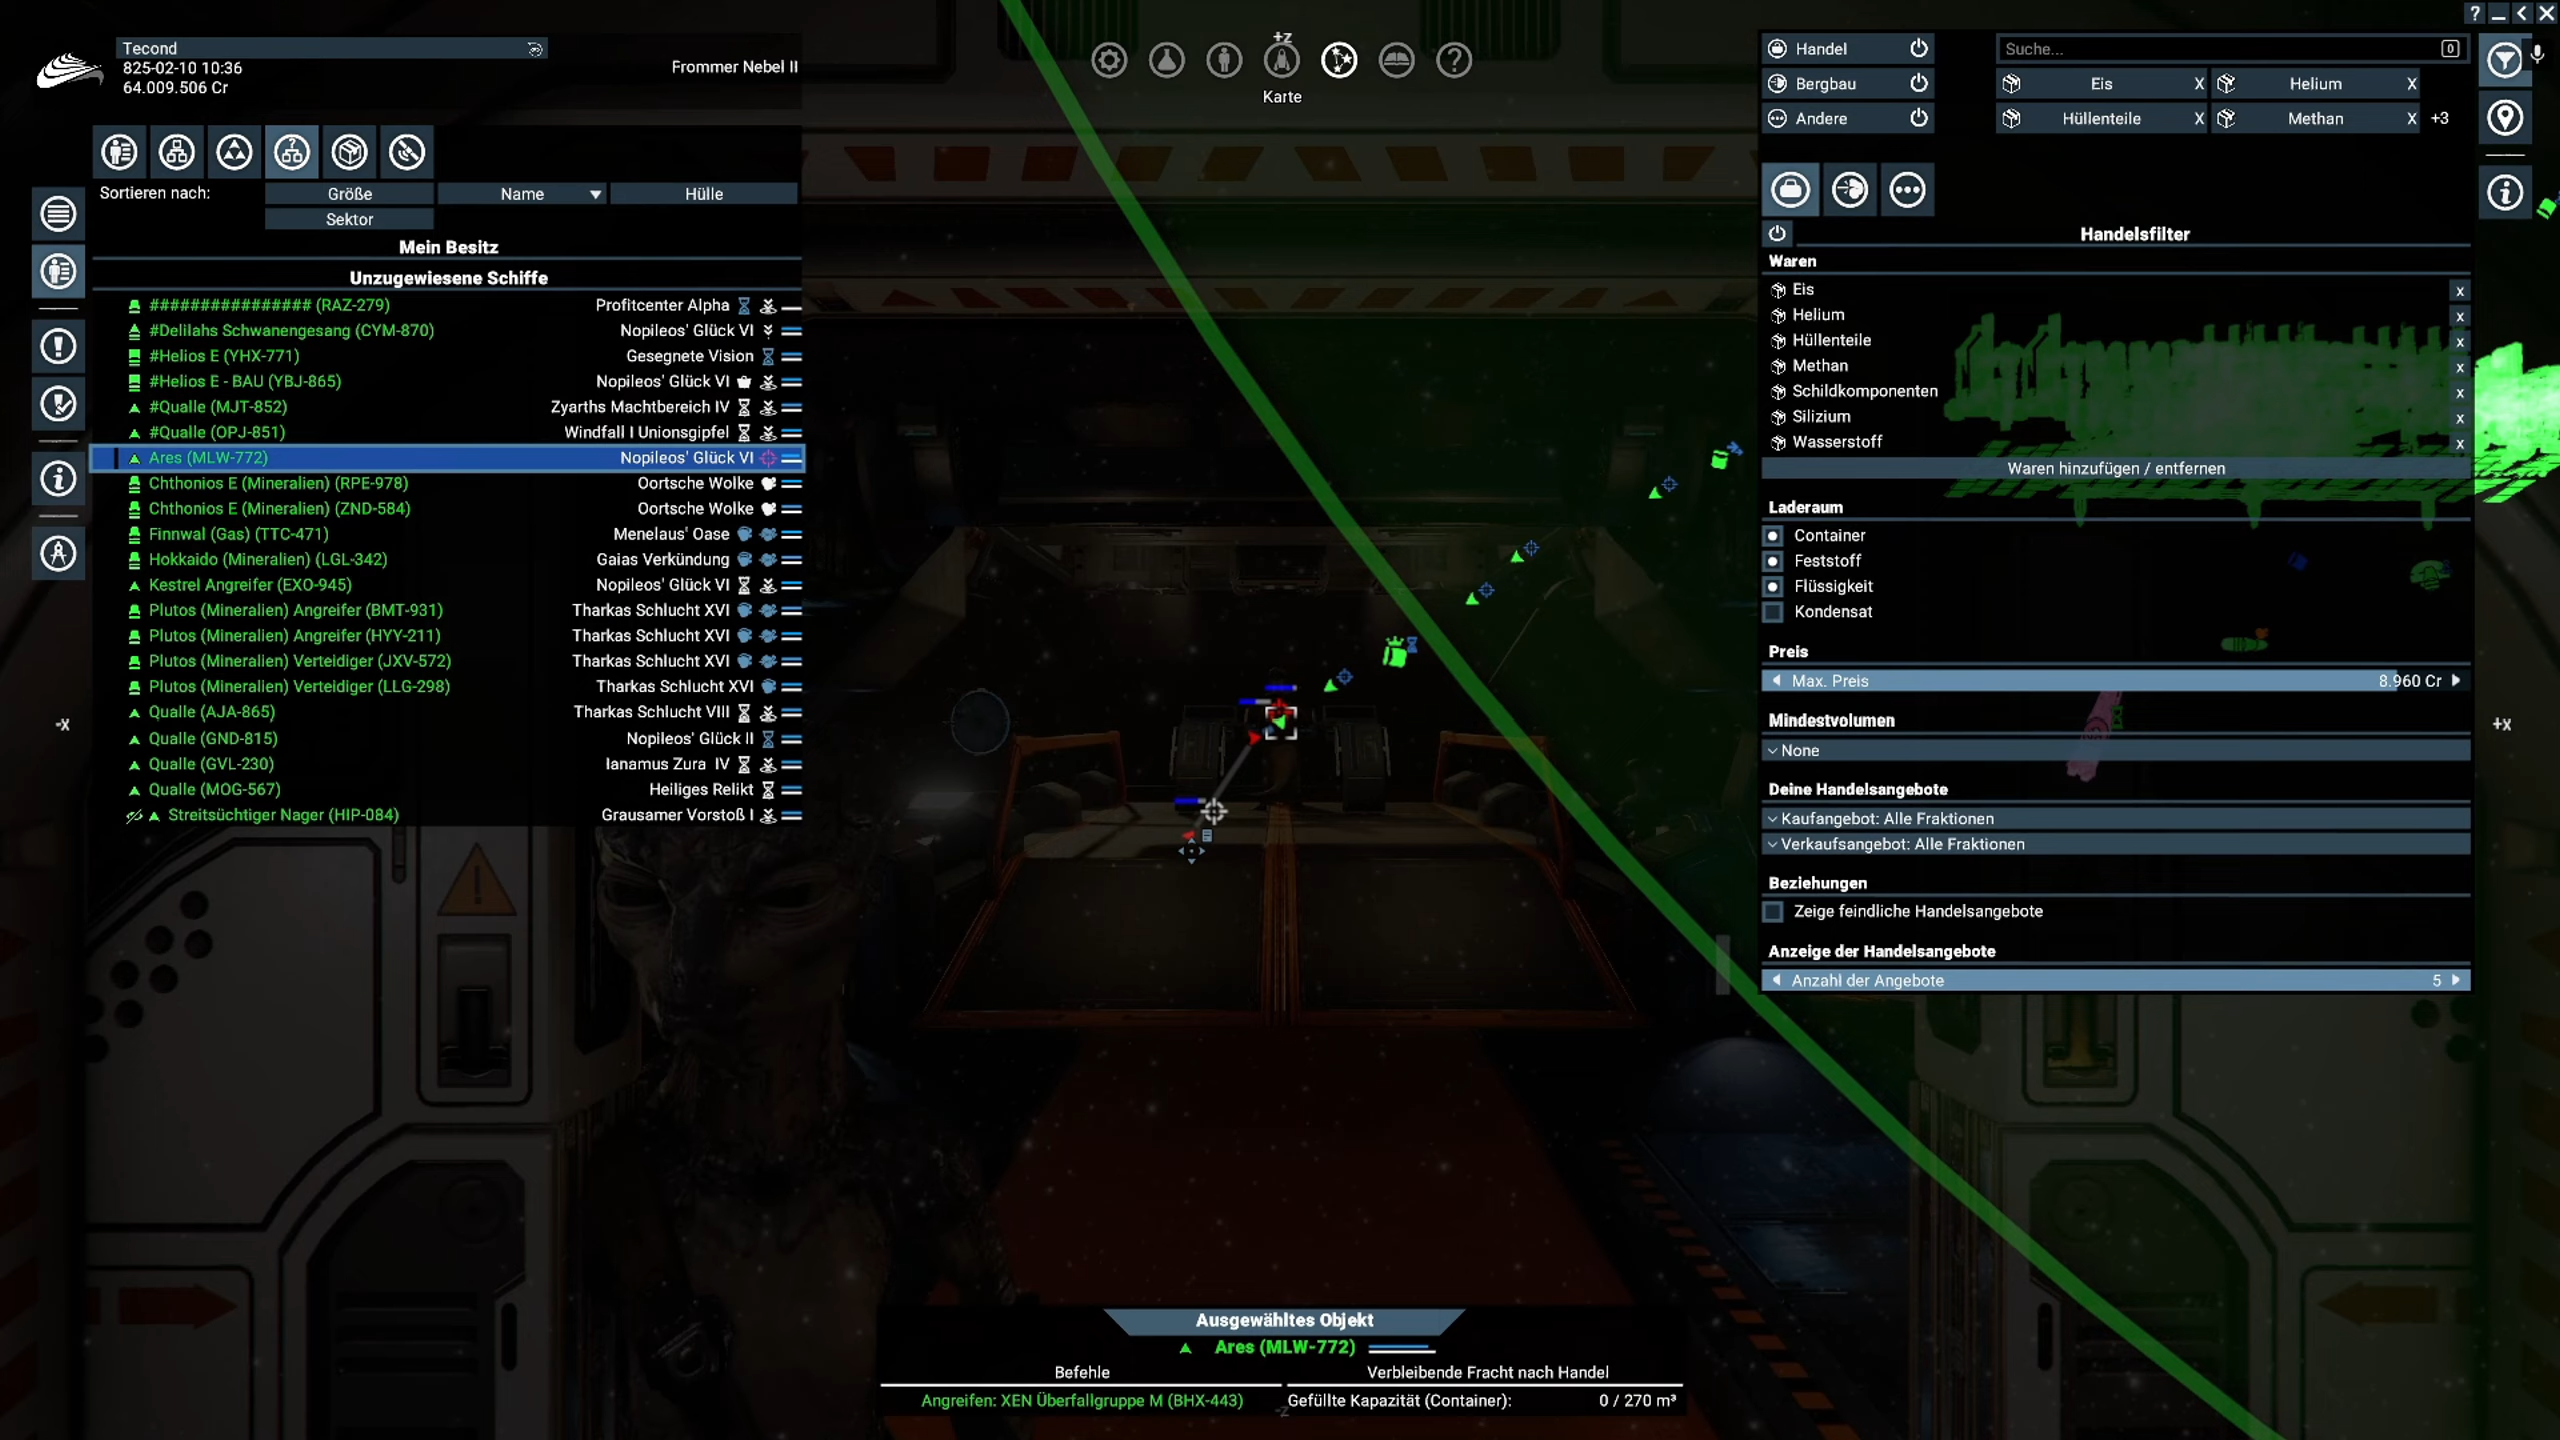 Tecond
825-02-10 10:36
64.009.506 Cr
Frommer Nebel II
+z
Karte
Sortieren nach:
Größe
Name
Hülle
Sektor
Mein Besitz
Unzugewiesene Schiffe
################ (RAZ-279) Profitcenter Alpha
#Delilahs Schwanengesang (CYM-870) Nopileos' Glück VI
#Helios E (YHX-771) Gesegnete Vision
#Helios E - BAU (YBJ-865) Nopileos' Glück VI
#Qualle (MJT-852) Zyarths Machtbereich IV
#Qualle (OPJ-851) Windfall I Unionsgipfel
Ares (MLW-772) Nopileos' Glück VI
Chthonios E (Mineralien) (RPE-978) Oortsche Wolke
Chthonios E (Mineralien) (ZND-584) Oortsche Wolke
Finnwal (Gas) (TTC-471) Menelaus' Oase
Hokkaido (Mineralien) (LGL-342) Gaias Verkündung
Kestrel Angreifer (EXO-945) Nopileos' Glück VI
Plutos (Mineralien) Angreifer (BMT-931) Tharkas Schlucht XVI
Plutos (Mineralien) Angreifer (HYY-211) Tharkas Schlucht XVI
Plutos (Mineralien) Verteidiger (JXV-572) Tharkas Schlucht XVI
Plutos (Mineralien) Verteidiger (LLG-298) Tharkas Schlucht XVI
Qualle (AJA-865) Tharkas Schlucht VIII
Qualle (GND-815) Nopileos' Glück II
Qualle (GVL-230) Ianamus Zura IV
Qualle (MOG-567) Heiliges Relikt
Streitsüchtiger Nager (HIP-084) Grausamer Vorstoß I
-x
+x
Handel
Bergbau
Andere
Suche...
0
Eis X
Helium X
Hüllenteile X
Methan X
+3
Handelsfilter
Waren
Eis x
Helium x
Hüllenteile x
Methan x
Schildkomponenten x
Silizium x
Wasserstoff x
Waren hinzufügen / entfernen
Laderaum
Container
Feststoff
Flüssigkeit
Kondensat
Preis
Max. Preis 8.960 Cr
Mindestvolumen
None
Deine Handelsangebote
Kaufangebot: Alle Fraktionen
Verkaufsangebot: Alle Fraktionen
Beziehungen
Zeige feindliche Handelsangebote
Anzeige der Handelsangebote
Anzahl der Angebote 5
Ausgewähltes Objekt
Ares (MLW-772)
Befehle
Verbleibende Fracht nach Handel
Angreifen: XEN Überfallgruppe M (BHX-443)
Gefüllte Kapazität (Container): 0 / 270 m³
-z